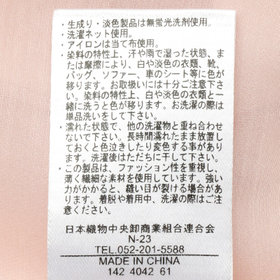 ・生成り・淡色製品は無蛍光洗剤使用。
・洗濯ネット使用。
・アイロンは当て布使用。
・染料の特性上、汗や雨で湿った状態、
または摩擦により、白や淡色の衣類、靴、
バッグ、ソファー、車のシート等に色が移
ります。お取扱いには十分ご注意下さい。
・染料の特性上、白や淡色の衣類に色移り
することがあります。お洗濯の際は
単品洗いをして下さい。
・濡れた状態で、他の洗濯物と重ね合わせ
ないで下さい。長時間濡れたまま放置して
おくと色泣きしたり変色する事が御座い
ます。洗濯後はただちに干して下さい。
・この製品は、ファッション性を重視し、
薄く繊細な素材を使用しています。強い
力がかかると、縫い目が裂ける場合があり
ます。着脱や着用中、洗濯の際はご注意
下さい。
日本織物中央卸商業組合連合会
N-23
TEL.052-201-5588
MADE IN CHINA
142 4042 61